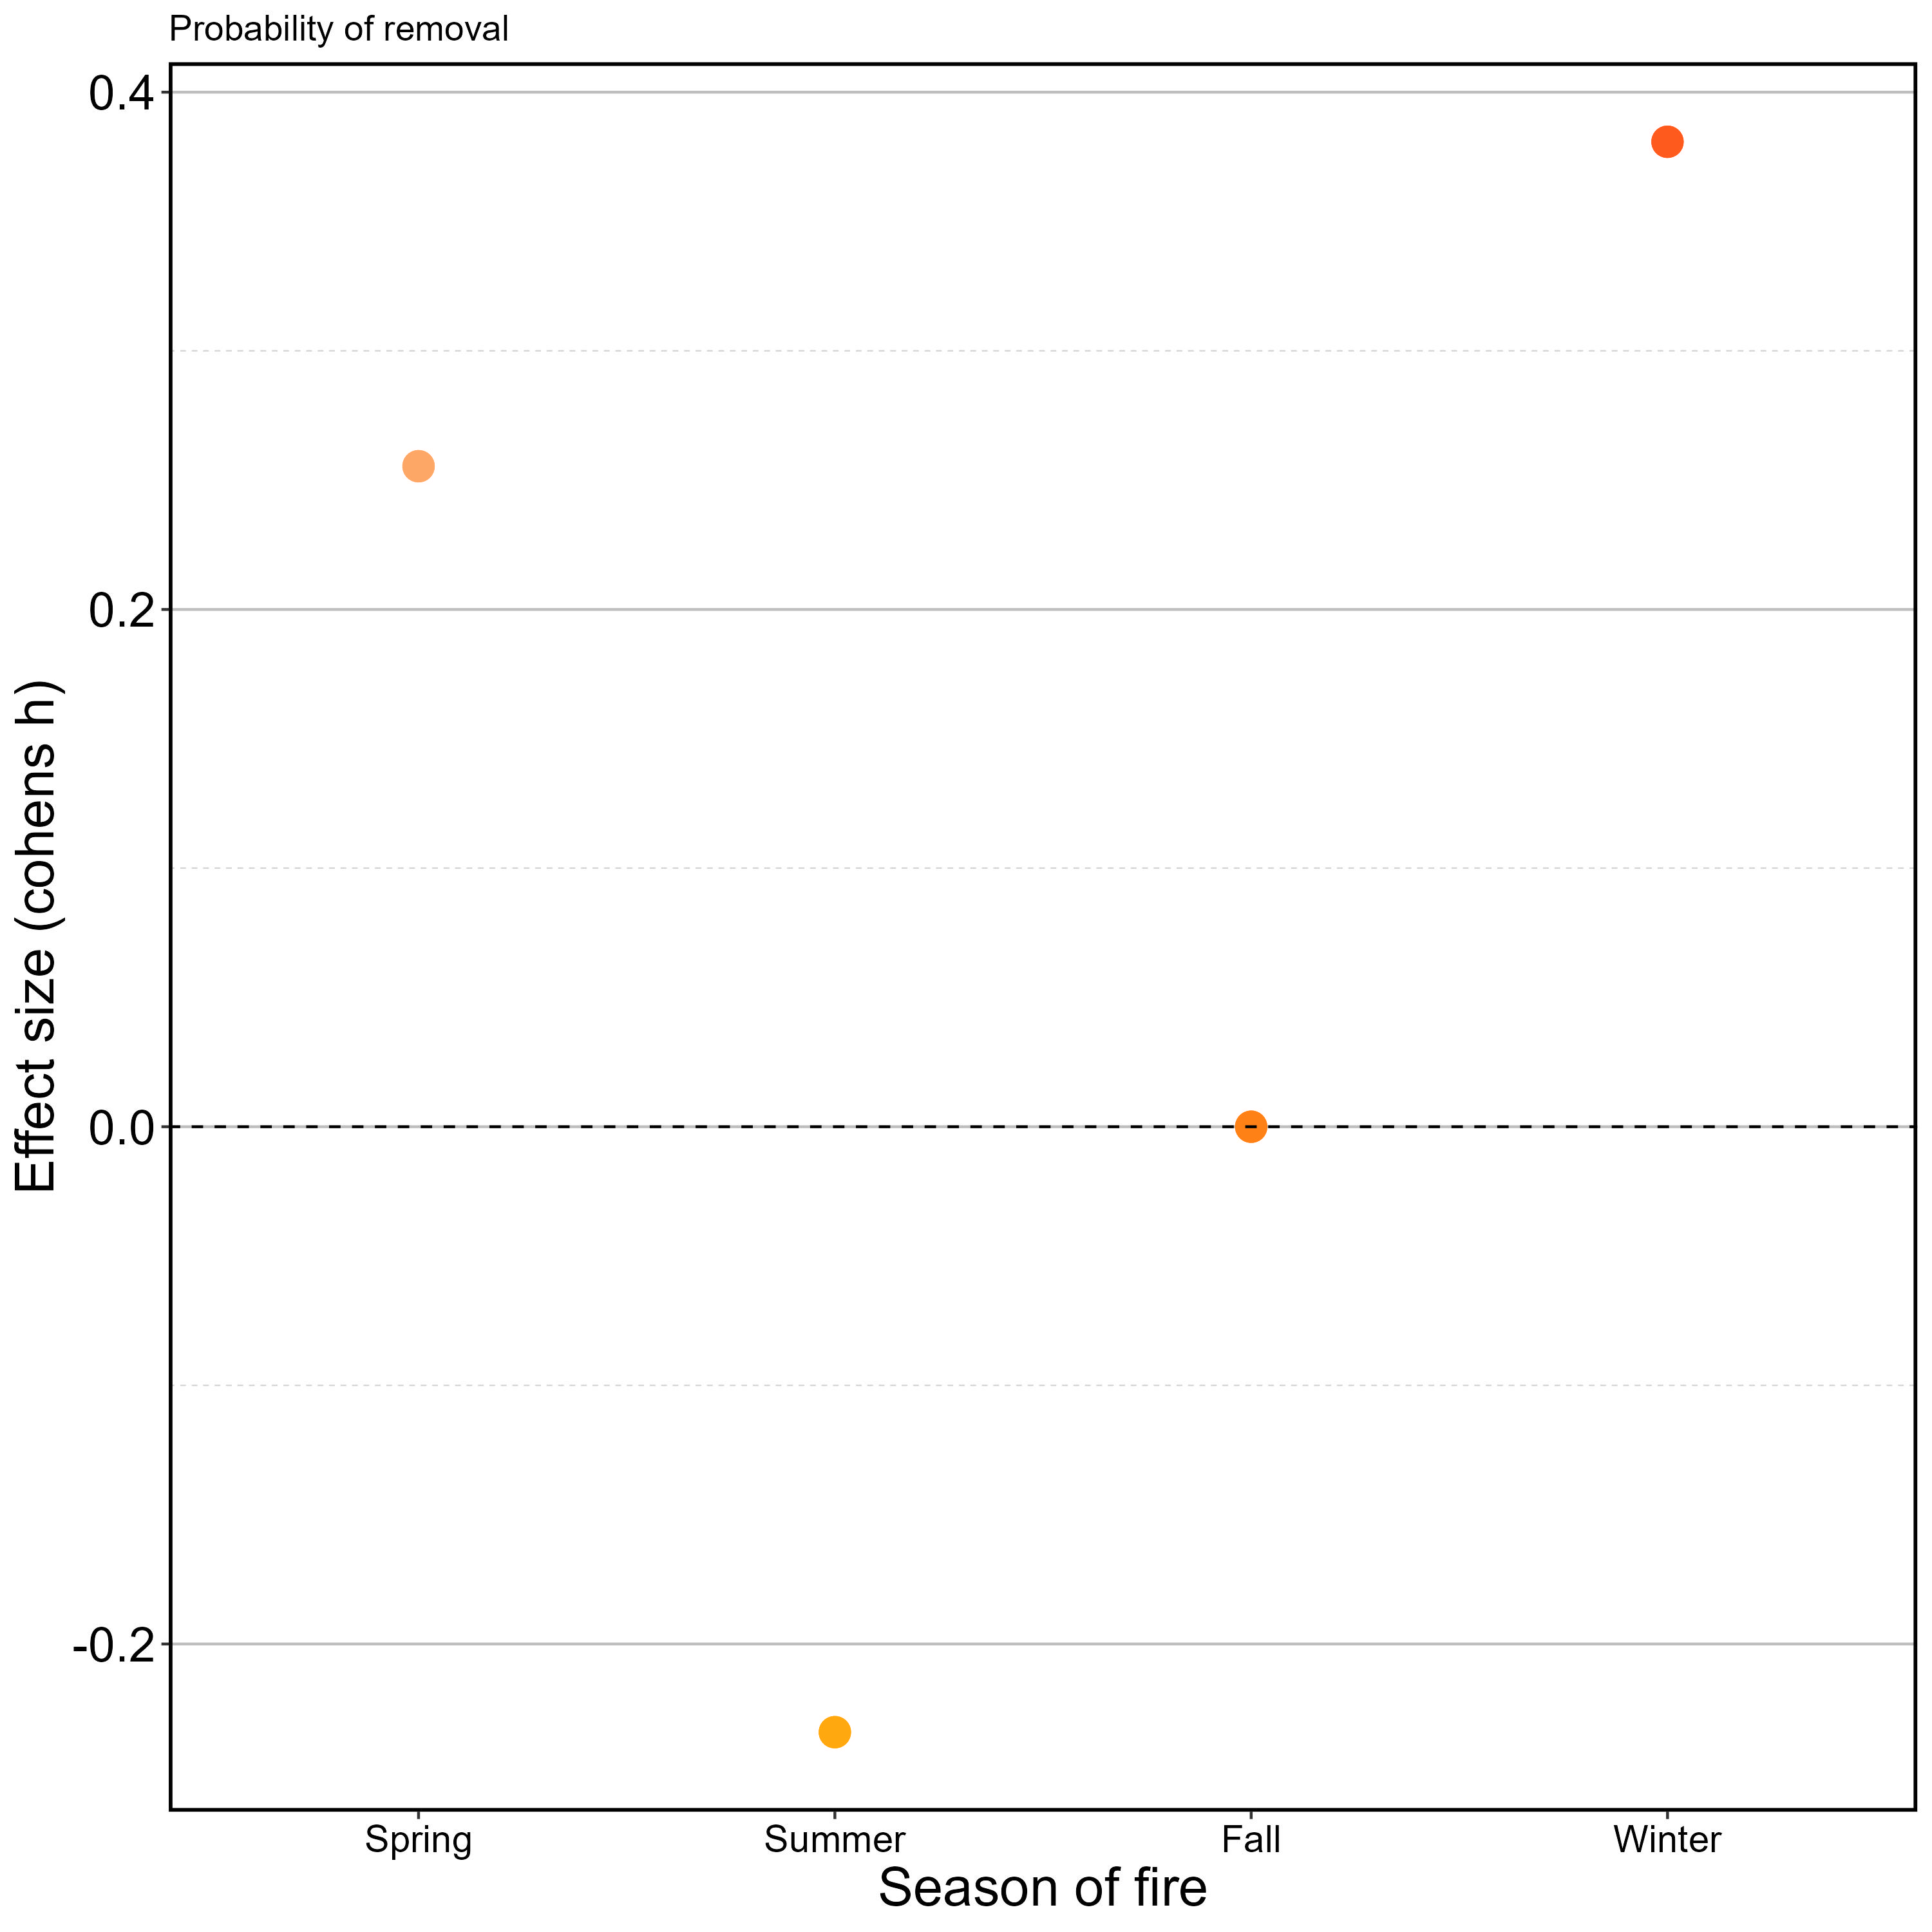 Probability of removal
0.4
0.2
0.0
-0.2
Effect size (cohens h)
Spring Summer Fall Winter
Season of fire